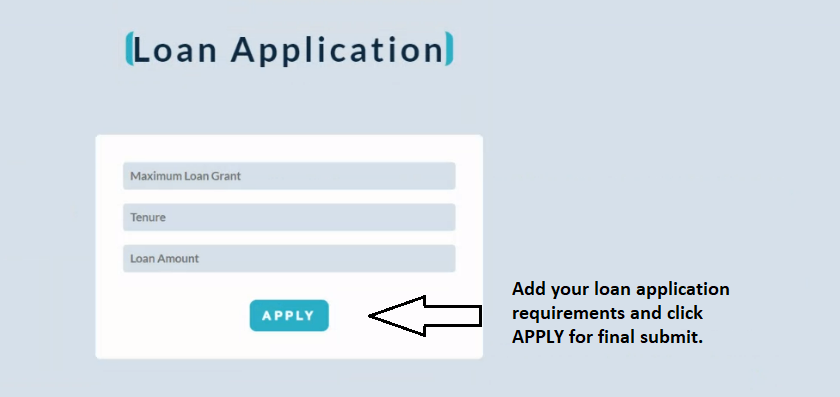 Loan Application
Maximum Loan Grant
Tenure
Loan Amount
APPLY
Add your loan application
requirements and click
APPLY for final submit.